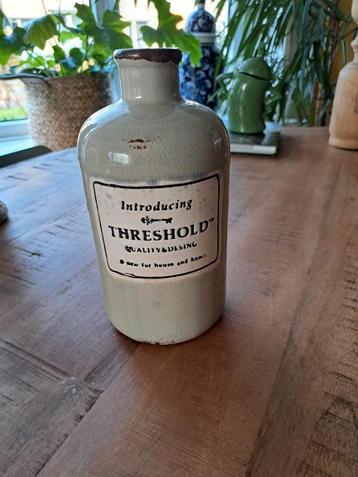 Introducing
THRESHOLD™
QUALITY&DESING
new for house and home.